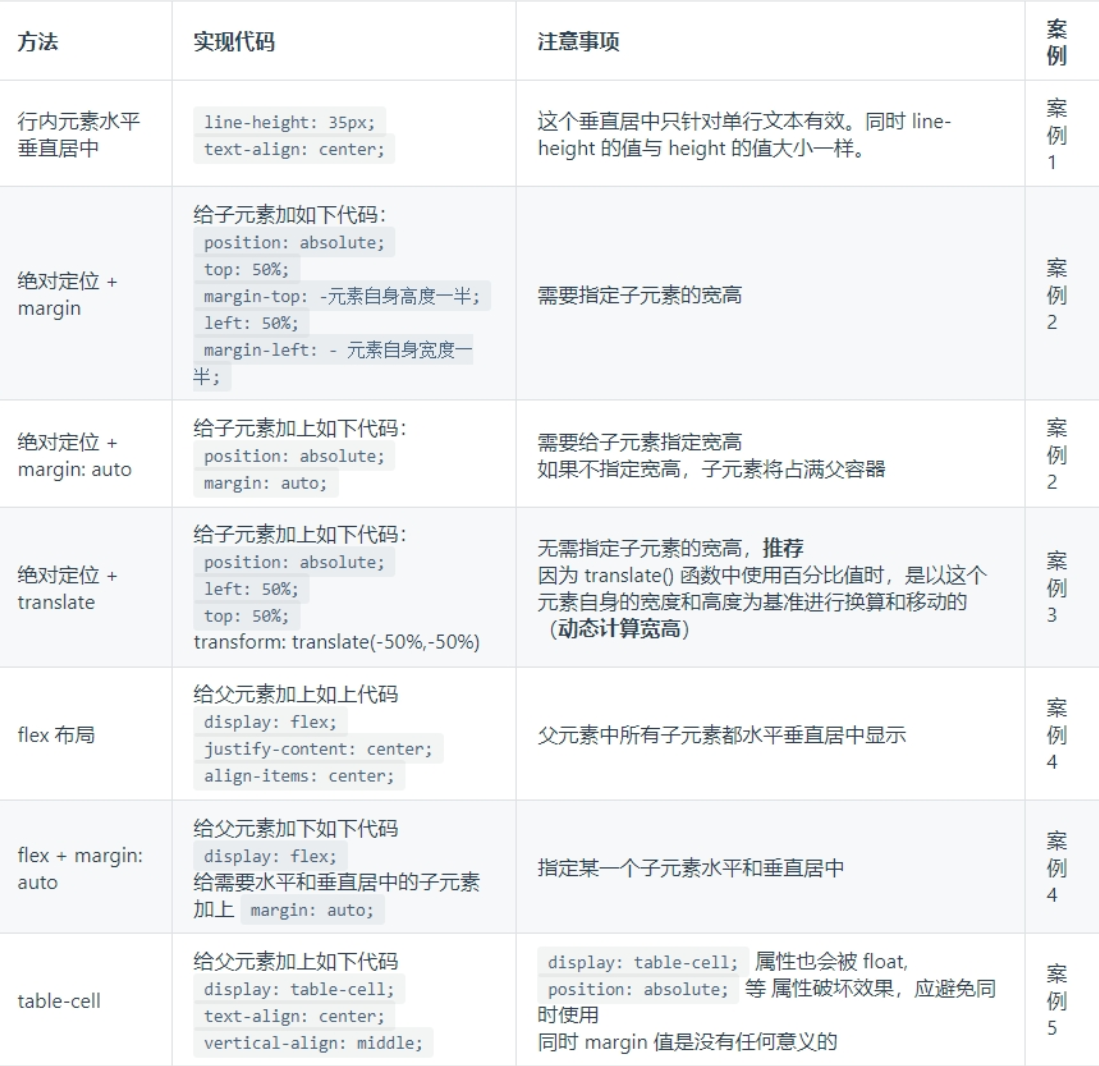 方法
实现代码
注意事项
案
例
行内元素水平
垂直居中
line-height: 35px;
text-align: center;
这个垂直居中只针对单行文本有效。同时 line-
height 的值与 height 的值大小一样。
案
例
1
绝对定位 +
margin
给子元素加如下代码：
position: absolute;
top: 50%;
margin-top: -元素自身高度一半;
left: 50%;
margin-left: - 元素自身宽度一
半;
需要指定子元素的宽高
案
例
2
绝对定位 +
margin: auto
给子元素加上如下代码：
position: absolute;
margin: auto;
需要给子元素指定宽高
如果不指定宽高，子元素将占满父容器
案
例
2
绝对定位 +
translate
给子元素加上如下代码：
position: absolute;
left: 50%;
top: 50%;
transform: translate(-50%,-50%)
无需指定子元素的宽高，推荐
因为 translate() 函数中使用百分比值时，是以这个
元素自身的宽度和高度为基准进行换算和移动的
（动态计算宽高）
案
例
3
flex 布局
给父元素加上如上代码
display: flex;
justify-content: center;
align-items: center;
父元素中所有子元素都水平垂直居中显示
案
例
4
flex + margin:
auto
给父元素加下如下代码
display: flex;
给需要水平和垂直居中的子元素
加上 margin: auto;
指定某一个子元素水平和垂直居中
案
例
4
table-cell
给父元素加上如下代码
display: table-cell;
text-align: center;
vertical-align: middle;
display: table-cell; 属性也会被 float,
position: absolute; 等 属性破坏效果，应避免同
时使用
同时 margin 值是没有任何意义的
案
例
5